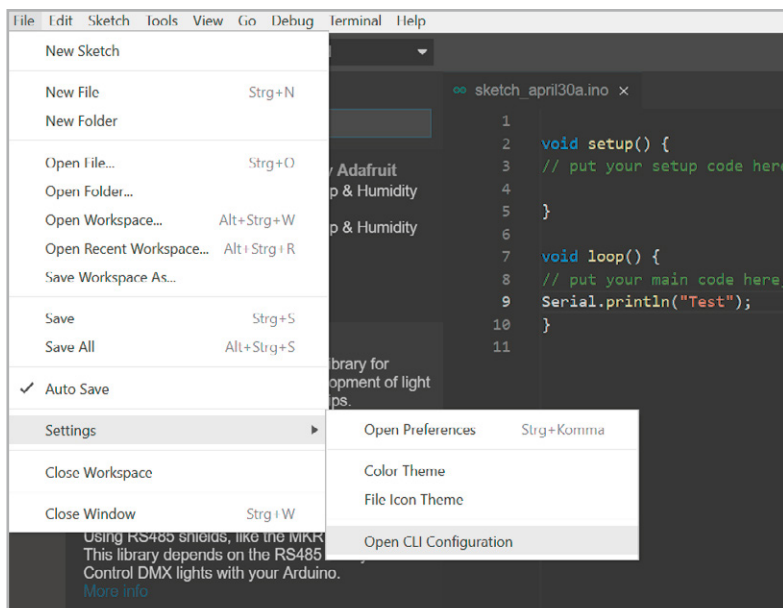 File Edit Sketch Tools View Go Debug Terminal Help
New Sketch
New File Strg+N
New Folder
Open File... Strg+O
Open Folder...
Open Workspace... Alt+Strg+W
Open Recent Workspace... Alt+Strg+R
Save Workspace As...
Save Strg+S
Save All Alt+Strg+S
Auto Save
Settings
Close Workspace
Close Window Strg+W
Open Preferences Strg+Komma
Color Theme
File Icon Theme
Open CLI Configuration
Adafruit
p & Humidity
p & Humidity
library for
opment of light
ips.
Using RS485 shields, like the MKR
This library depends on the RS485
Control DMX lights with your Arduino.
More info
sketch_april30a.ino x
1
2 void setup() {
3 // put your setup code here
4
5 }
6
7 void loop() {
8 // put your main code here,
9 Serial.println("Test");
10 }
11